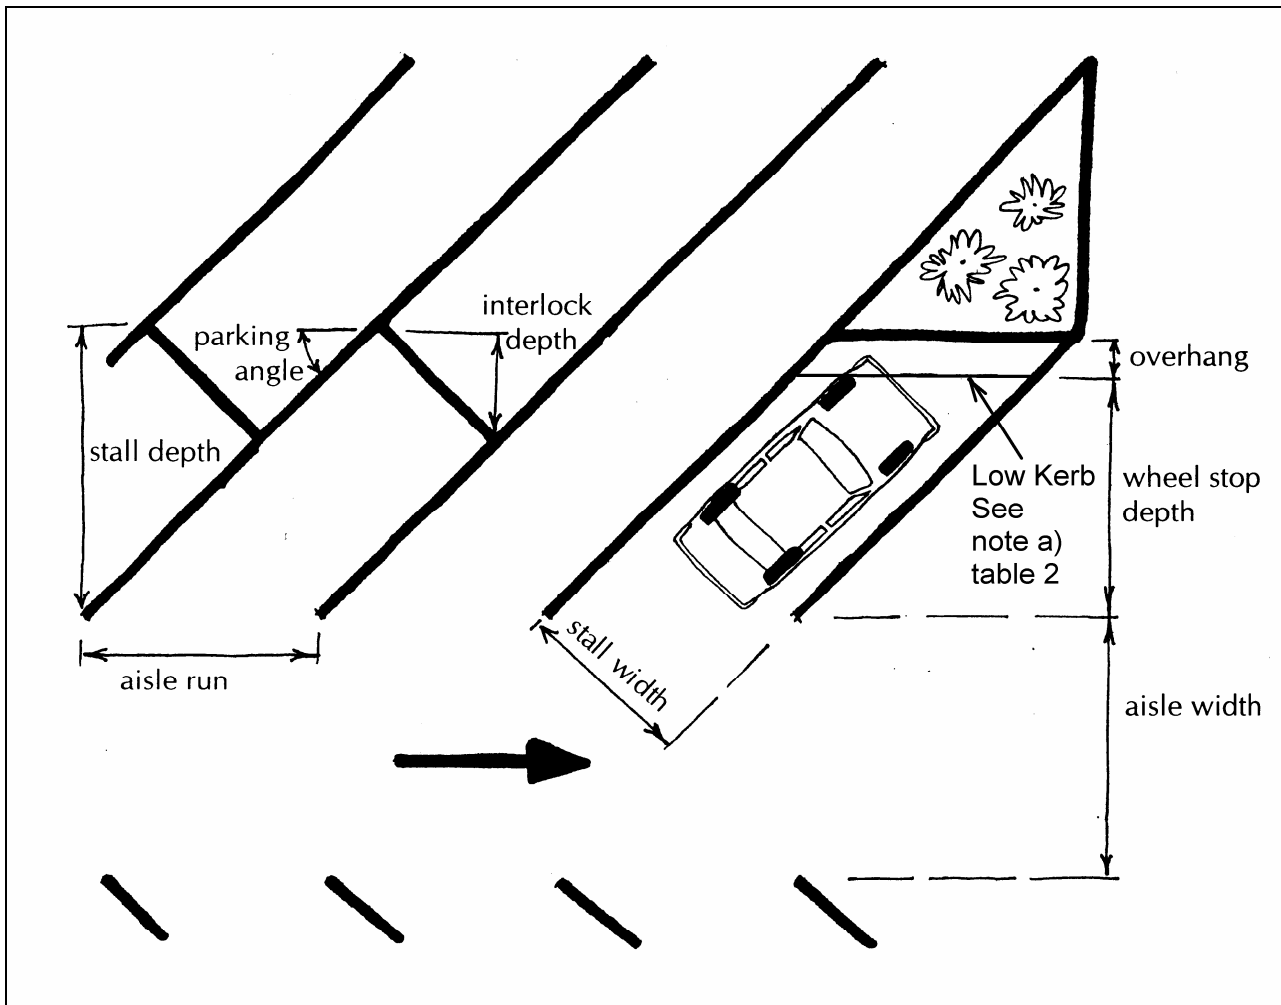 interlock
depth
parking
angle
overhang
stall depth
Low Kerb
See
note a)
table 2
wheel stop
depth
stall width
aisle run
aisle width